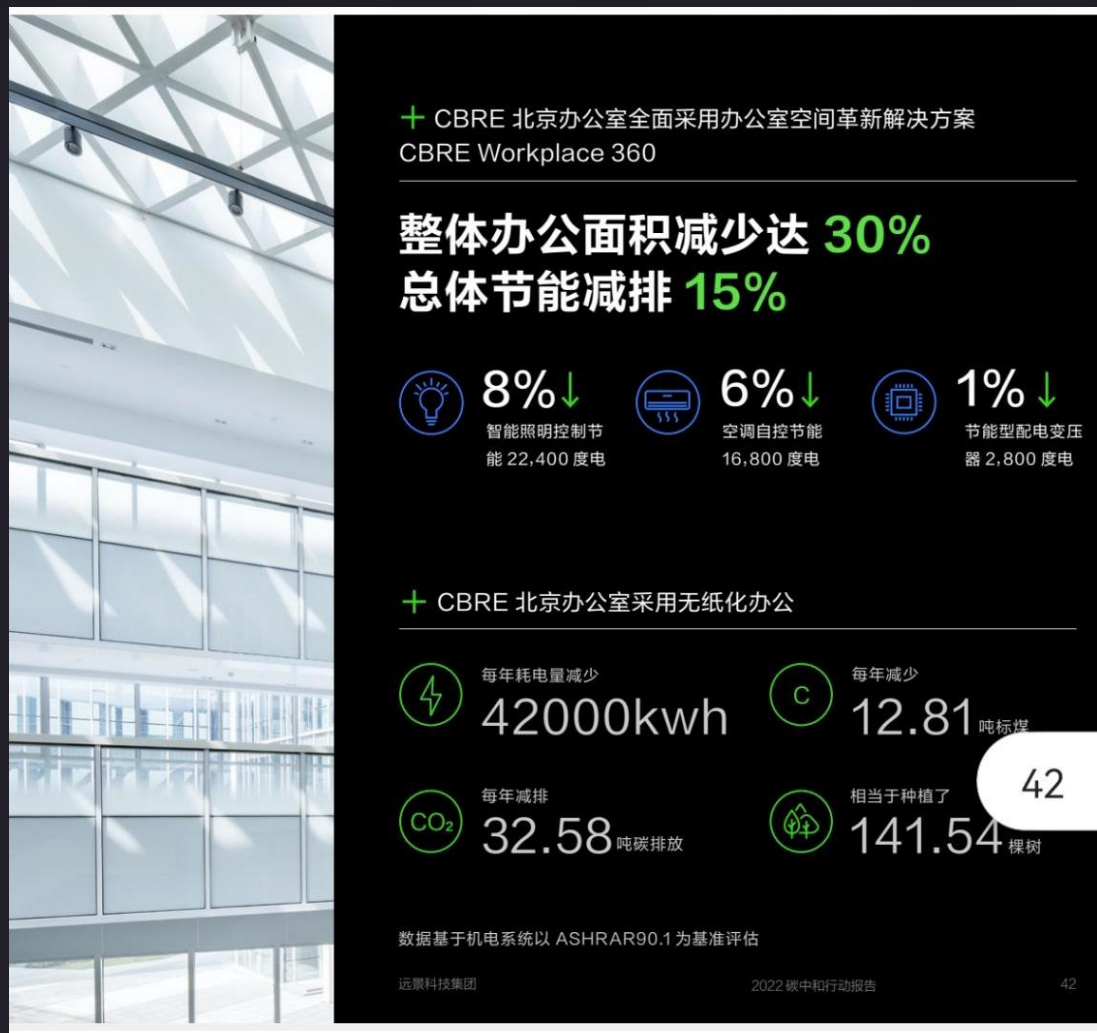 + CBRE 北京办公室全面采用办公室空间革新解决方案
CBRE Workplace 360
整体办公面积减少达 30%
总体节能减排 15%
8%↓
智能照明控制节
能 22,400 度电
6%↓
空调自控节能
16,800 度电
1%↓
节能型配电变压
器 2,800 度电
+ CBRE 北京办公室采用无纸化办公
每年耗电量减少
42000kwh
C
每年减少
12.81 吨标煤
42
CO₂
每年减排
32.58 吨碳排放
相当于种植了
141.54 棵树
数据基于机电系统以 ASHRAR90.1 为基准评估
远景科技集团
2022 碳中和行动报告
42